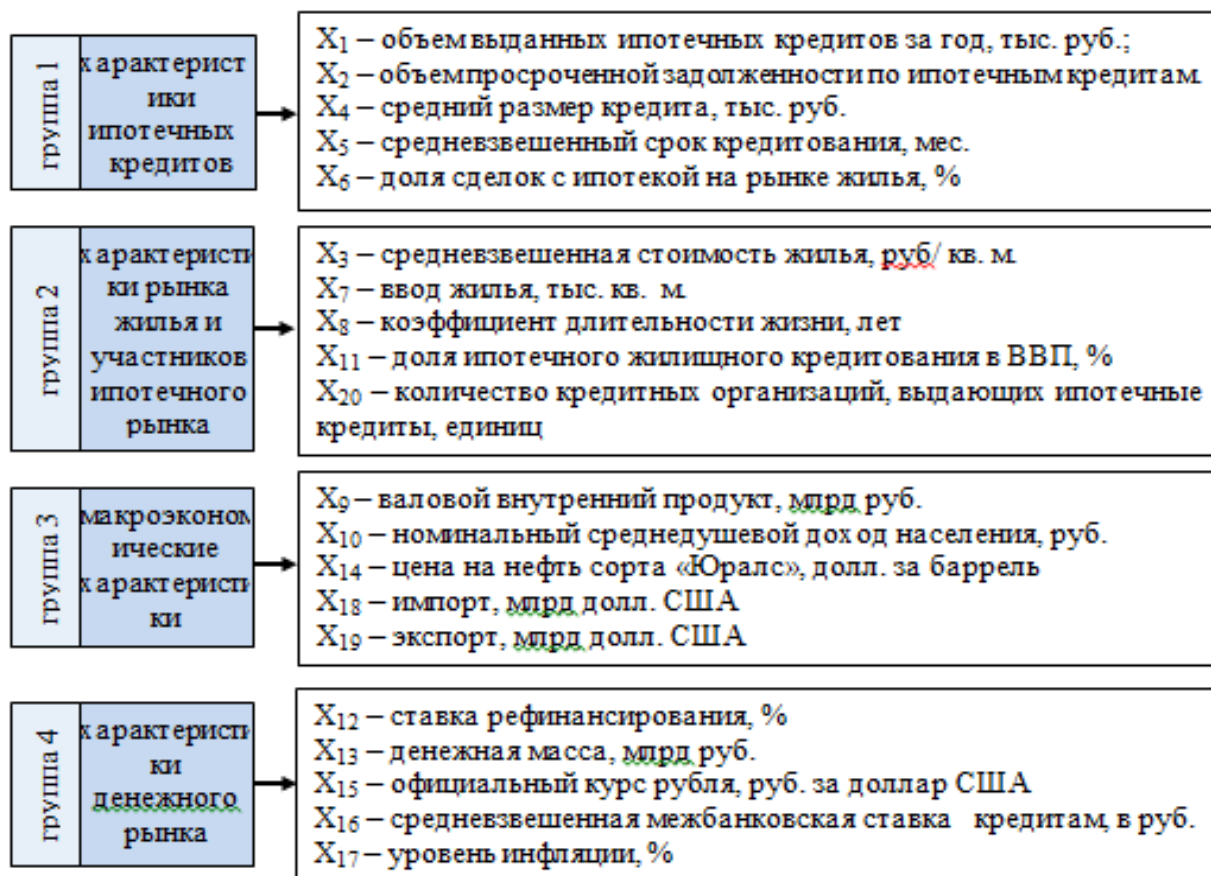 группа 1
характерист
ики
ипотечных
кредитов
X1 – объем выданных ипотечных кредитов за год, тыс. руб.;
X2 – объем просроченной задолженности по ипотечным кредитам.
X4 – средний размер кредита, тыс. руб.
X5 – средневзвешенный срок кредитования, мес.
X6 – доля сделок с ипотекой на рынке жилья, %
группа 2
характеристи
ки рынка
жилья и
участников
ипотечного
рынка
X3 – средневзвешенная стоимость жилья, руб/ кв. м.
X7 – ввод жилья, тыс. кв. м.
X8 – коэффициент длительности жизни, лет
X11 – доля ипотечного жилищного кредитования в ВВП, %
X20 – количество кредитных организаций, выдающих ипотечные
кредиты, единиц
группа 3
макроэконом
ические
характеристи
ки
X9 – валовой внутренний продукт, млрд руб.
X10 – номинальный среднедушевой доход населения, руб.
X14 – цена на нефть сорта «Юралс», долл. за баррель
X18 – импорт, млрд долл. США
X19 – экспорт, млрд долл. США
группа 4
характеристи
ки
денежного
рынка
X12 – ставка рефинансирования, %
X13 – денежная масса, млрд руб.
X15 – официальный курс рубля, руб. за доллар США
X16 – средневзвешенная межбанковская ставка кредитам, в руб.
X17 – уровень инфляции, %